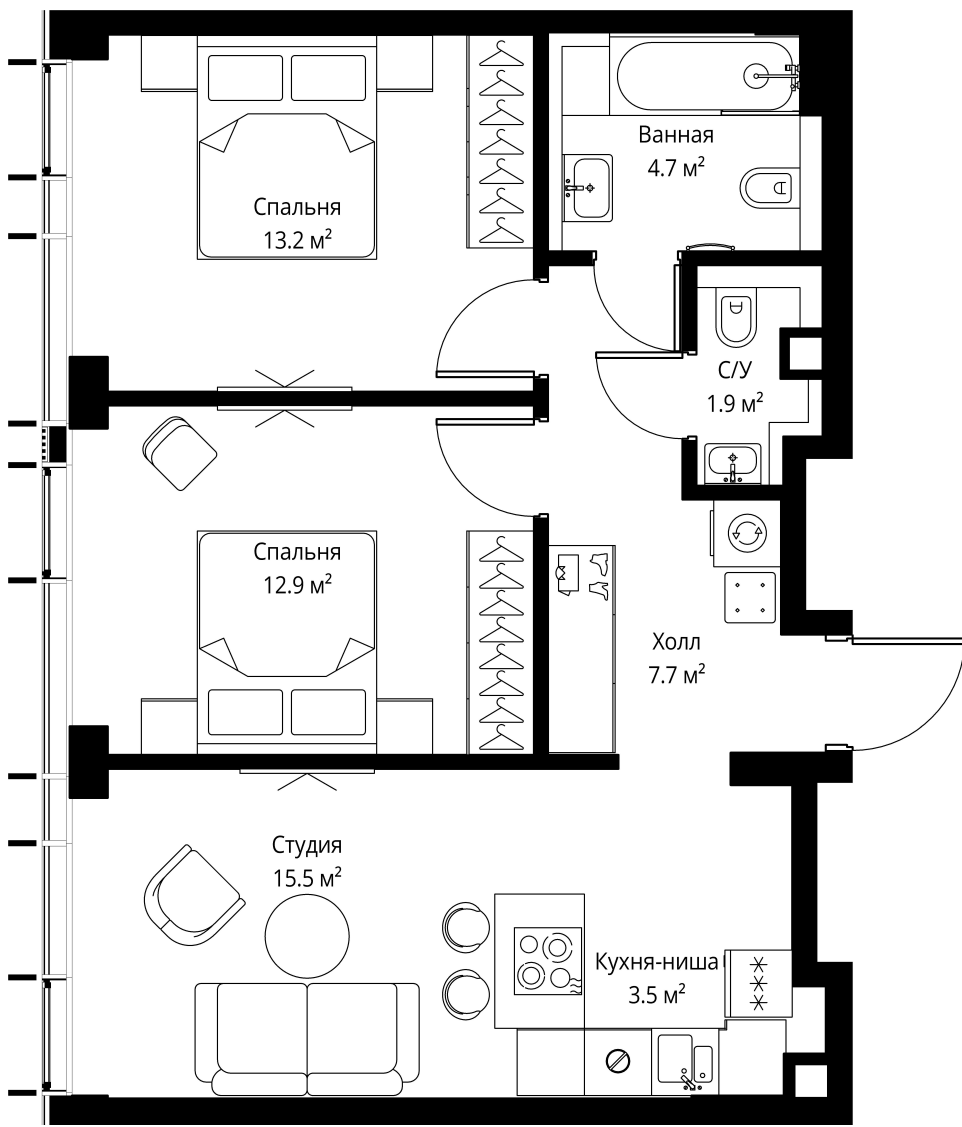 Ванная
4.7 м²
Спальня
13.2 м²
С/У
1.9 м²
Спальня
12.9 м²
Холл
7.7 м²
Студия
15.5 м²
Кухня-ниша
3.5 м²